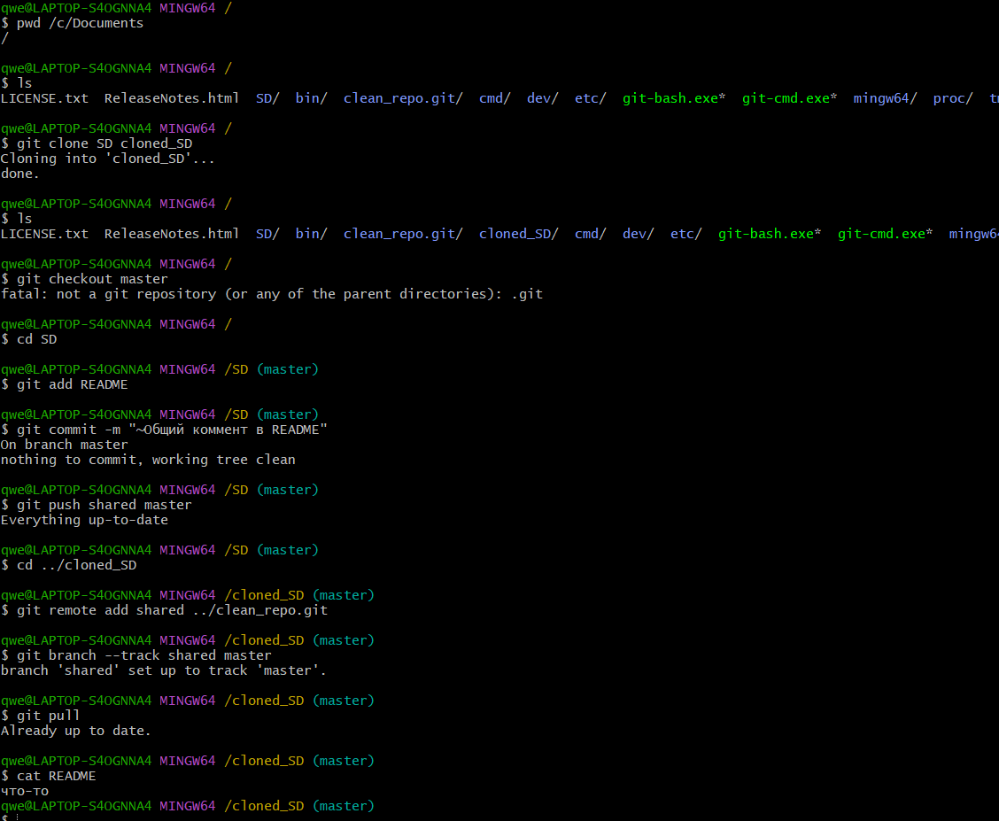 qwe@LAPTOP-S4OGNNA4 MINGW64 /
$ pwd /c/Documents
/
qwe@LAPTOP-S4OGNNA4 MINGW64 /
$ ls
LICENSE.txt  ReleaseNotes.html  SD/  bin/  clean_repo.git/  cmd/  dev/  etc/  git-bash.exe*  git-cmd.exe*  mingw64/  proc/
qwe@LAPTOP-S4OGNNA4 MINGW64 /
$ git clone SD cloned_SD
Cloning into 'cloned_SD'...
done.
qwe@LAPTOP-S4OGNNA4 MINGW64 /
$ ls
LICENSE.txt  ReleaseNotes.html  SD/  bin/  clean_repo.git/  cloned_SD/  cmd/  dev/  etc/  git-bash.exe*  git-cmd.exe*  mingw64
qwe@LAPTOP-S4OGNNA4 MINGW64 /
$ git checkout master
fatal: not a git repository (or any of the parent directories): .git
qwe@LAPTOP-S4OGNNA4 MINGW64 /
$ cd SD
qwe@LAPTOP-S4OGNNA4 MINGW64 /SD (master)
$ git add README
qwe@LAPTOP-S4OGNNA4 MINGW64 /SD (master)
$ git commit -m "~Общий коммент в README"
On branch master
nothing to commit, working tree clean
qwe@LAPTOP-S4OGNNA4 MINGW64 /SD (master)
$ git push shared master
Everything up-to-date
qwe@LAPTOP-S4OGNNA4 MINGW64 /SD (master)
$ cd ../cloned_SD
qwe@LAPTOP-S4OGNNA4 MINGW64 /cloned_SD (master)
$ git remote add shared ../clean_repo.git
qwe@LAPTOP-S4OGNNA4 MINGW64 /cloned_SD (master)
$ git branch --track shared master
branch 'shared' set up to track 'master'.
qwe@LAPTOP-S4OGNNA4 MINGW64 /cloned_SD (master)
$ git pull
Already up to date.
qwe@LAPTOP-S4OGNNA4 MINGW64 /cloned_SD (master)
$ cat README
что-то
qwe@LAPTOP-S4OGNNA4 MINGW64 /cloned_SD (master)
$